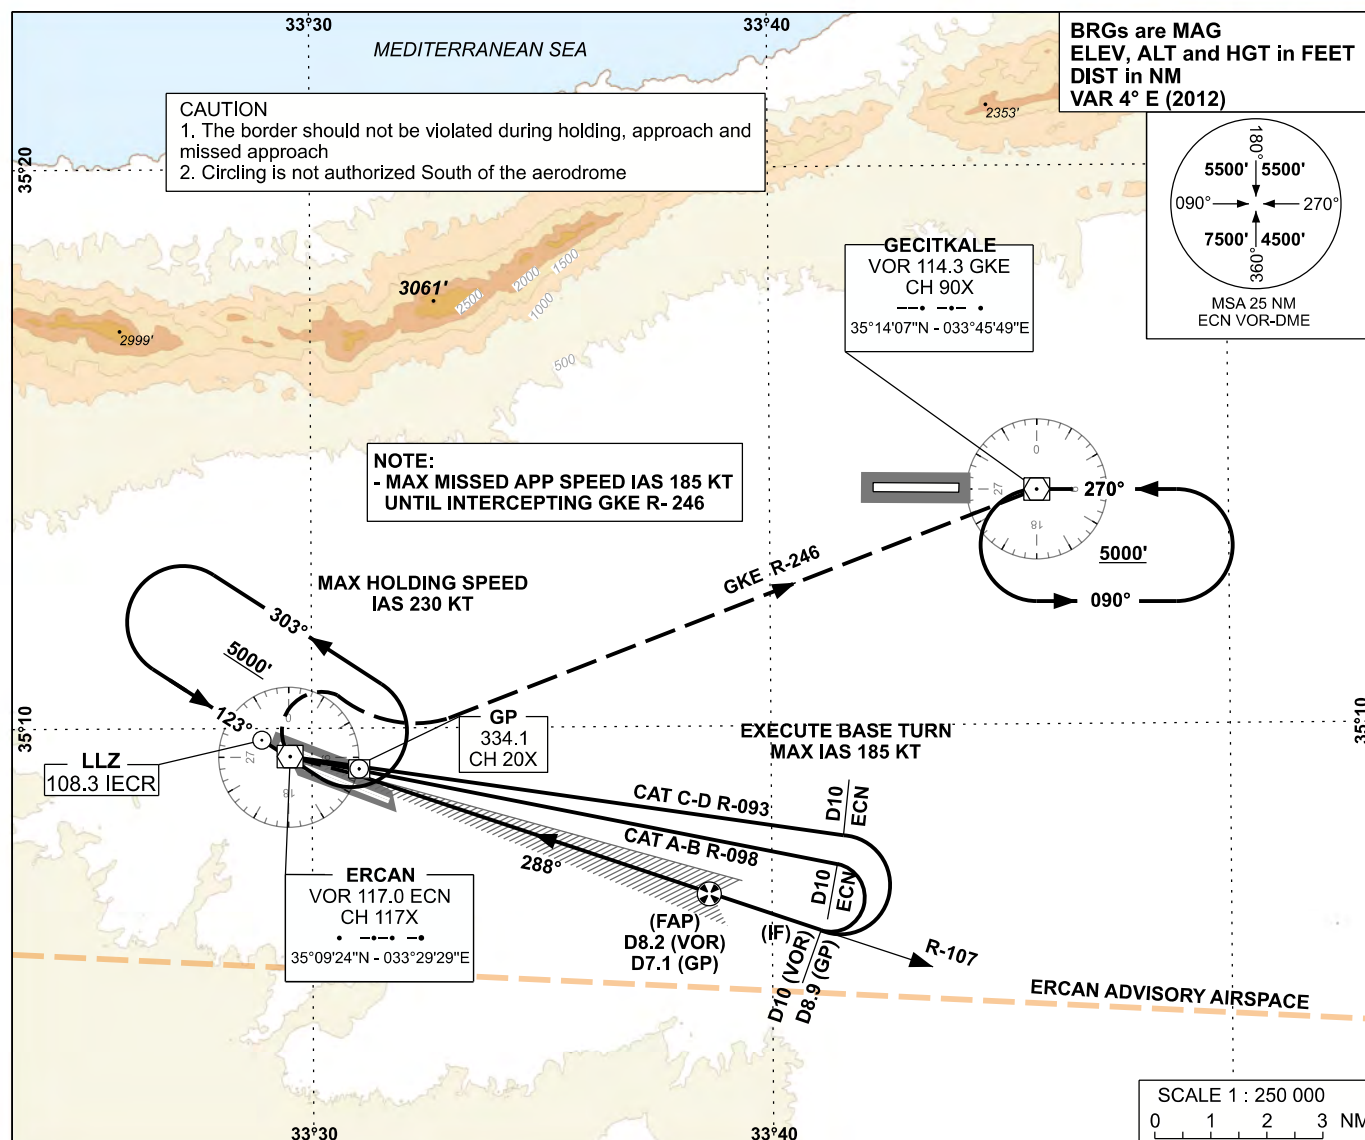 33°30
33°40
MEDITERRANEAN SEA
BRGs are MAG
ELEV, ALT and HGT in FEET
DIST in NM
VAR 4° E (2012)
CAUTION
1. The border should not be violated during holding, approach and
missed approach
2. Circling is not authorized South of the aerodrome
2353'
35°20
180°
5500' 5500'
090° 270°
7500' 4500'
360°
MSA 25 NM
ECN VOR-DME
GECITKALE
VOR 114.3 GKE
CH 90X
35°14'07"N - 033°45'49"E
3061'
2999'
2500
2000
1500
1000
500
NOTE:
- MAX MISSED APP SPEED IAS 185 KT
UNTIL INTERCEPTING GKE R- 246
0
27
9
18
270°
5000'
090°
GKE R-246
MAX HOLDING SPEED
IAS 230 KT
303°
5000'
123°
0
27
18
35°10
35°10
LLZ
108.3 IECR
GP
334.1
CH 20X
EXECUTE BASE TURN
MAX IAS 185 KT
CAT C-D R-093
D10
ECN
CAT A-B R-098
D10
ECN
288°
ERCAN
VOR 117.0 ECN
CH 117X
35°09'24"N - 033°29'29"E
(FAP)
D8.2 (VOR)
D7.1 (GP)
(IF)
D10 (VOR)
D8.9 (GP)
R-107
ERCAN ADVISORY AIRSPACE
SCALE 1 : 250 000
0 1 2 3 NM
33°30
33°40